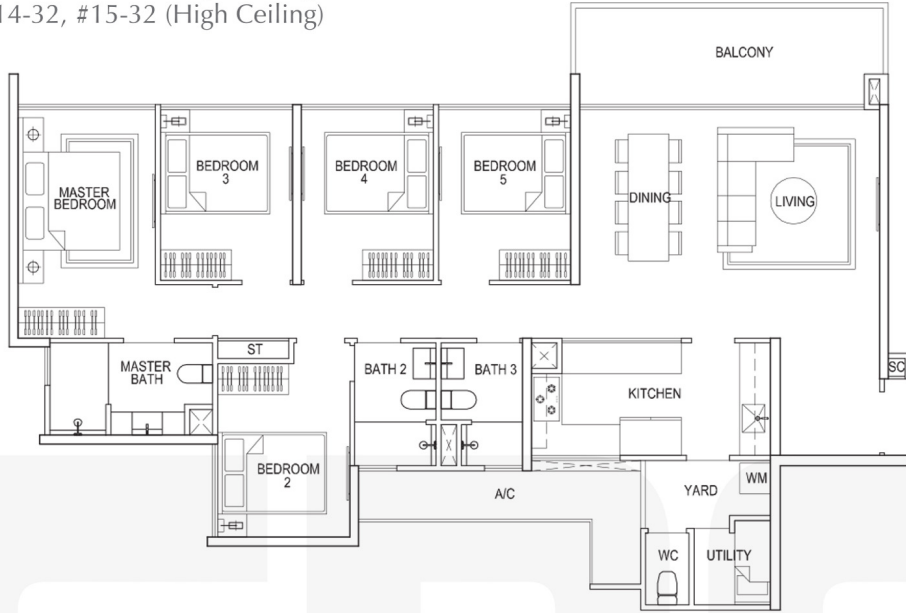 14-32, #15-32 (High Ceiling)
BALCONY
MASTER
BEDROOM
BEDROOM
3
BEDROOM
4
BEDROOM
5
DINING
LIVING
ST
MASTER
BATH
BATH 2
BATH 3
KITCHEN
SC
BEDROOM
2
A/C
YARD
WM
WC
UTILITY